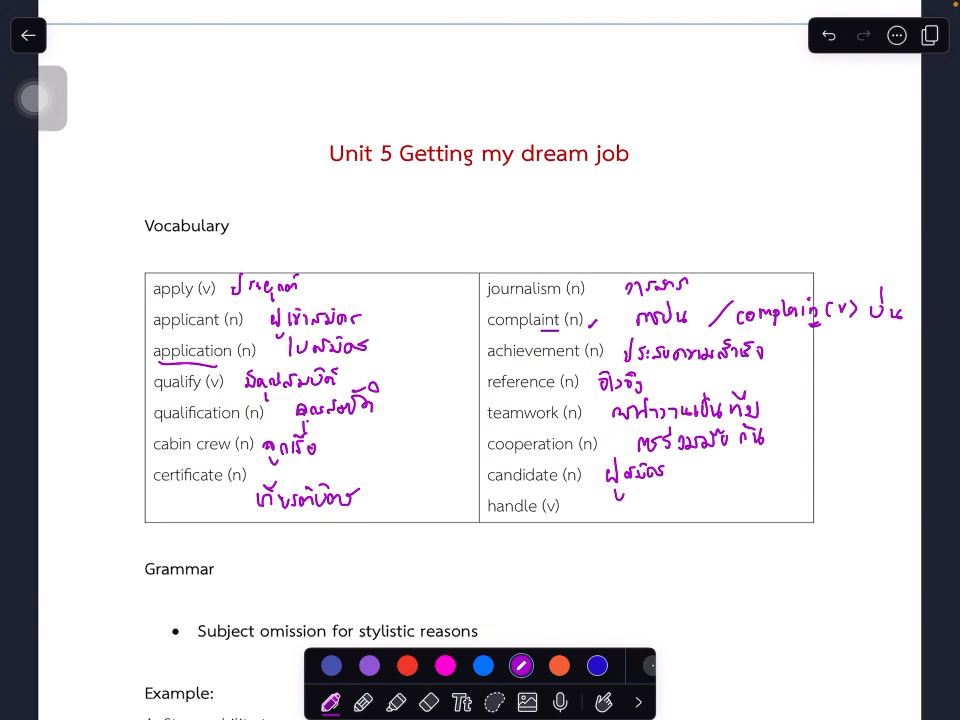 Unit 5 Getting my dream job
Vocabulary
apply (v) ประยุกต์
applicant (n) ผู้เข้าสมัคร
application (n) ใบสมัคร
qualify (v) มีคุณสมบัติ
qualification (n) คุณสมบัติ
cabin crew (n) ลูกเรือ
certificate (n)
เกียรติบัตร
journalism (n) วารสาร
complaint (n) การบ่น / complain (v) บ่น
achievement (n) ประสบความสำเร็จ
reference (n) อ้างอิง
teamwork (n) การทำงานเป็นทีม
cooperation (n) การร่วมมือกัน
candidate (n) ผู้สมัคร
handle (v)
Grammar
• Subject omission for stylistic reasons
Example: